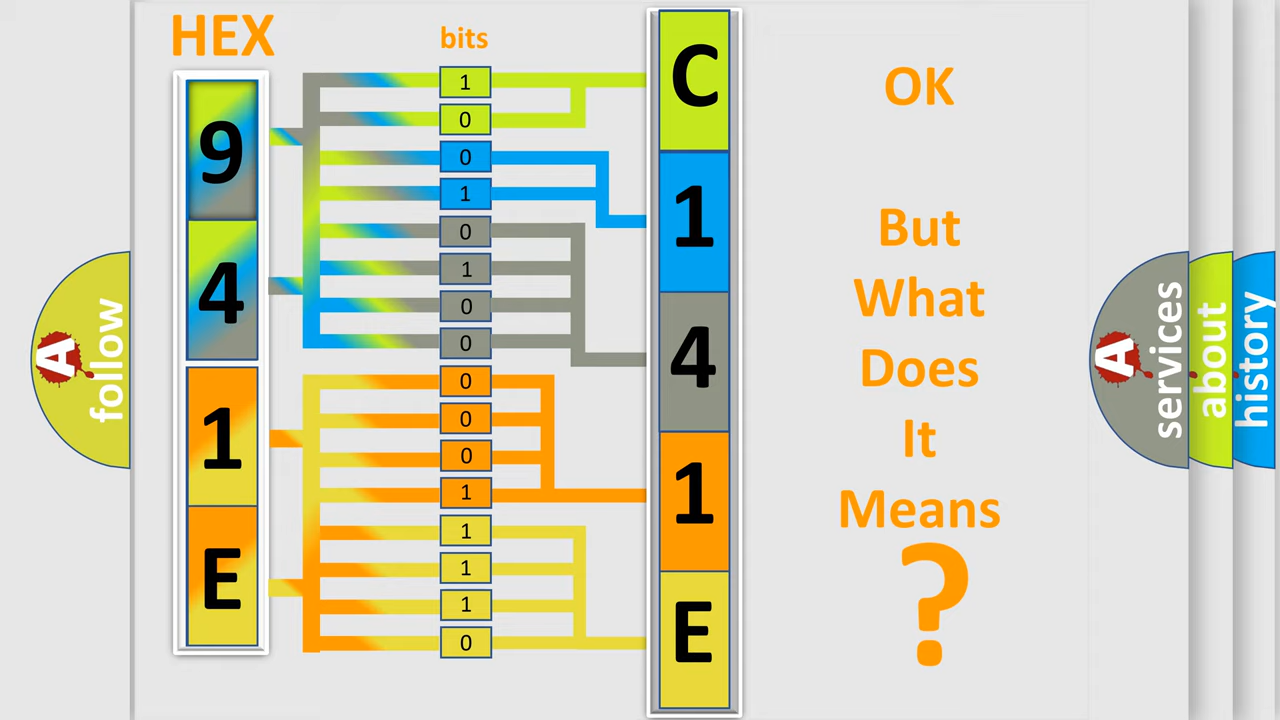 HEX
bits
9
4
1
E
1
0
0
1
0
1
0
0
0
0
0
1
1
1
1
0
C
1
4
1
E
OK
But
What
Does
It
Means
?
A
follow
A
services
about
history